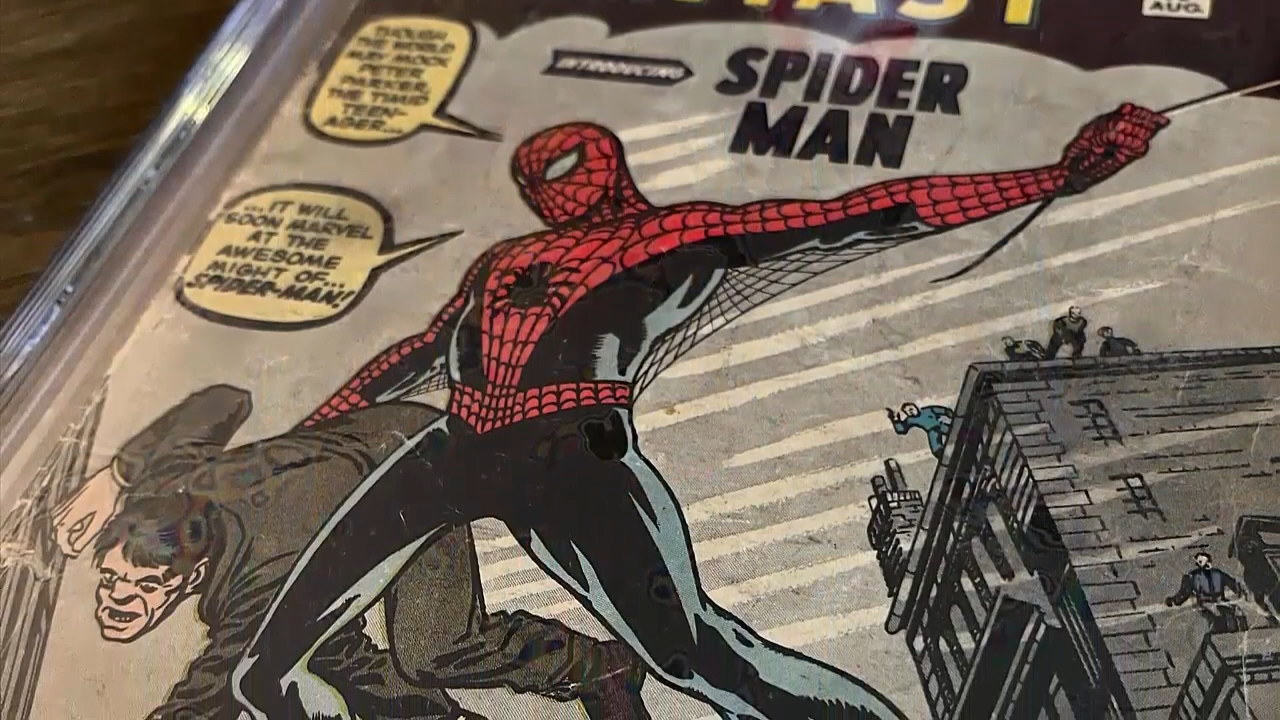 AUG.
INTRODUCING
SPIDER
MAN
THOUGH
THE WORLD
MAY MOCK
PETER
PARKER,
THE TIMID
TEEN-
AGER...
...IT WILL
SOON MARVEL
AT THE
AWESOME
MIGHT OF...
SPIDER-MAN!